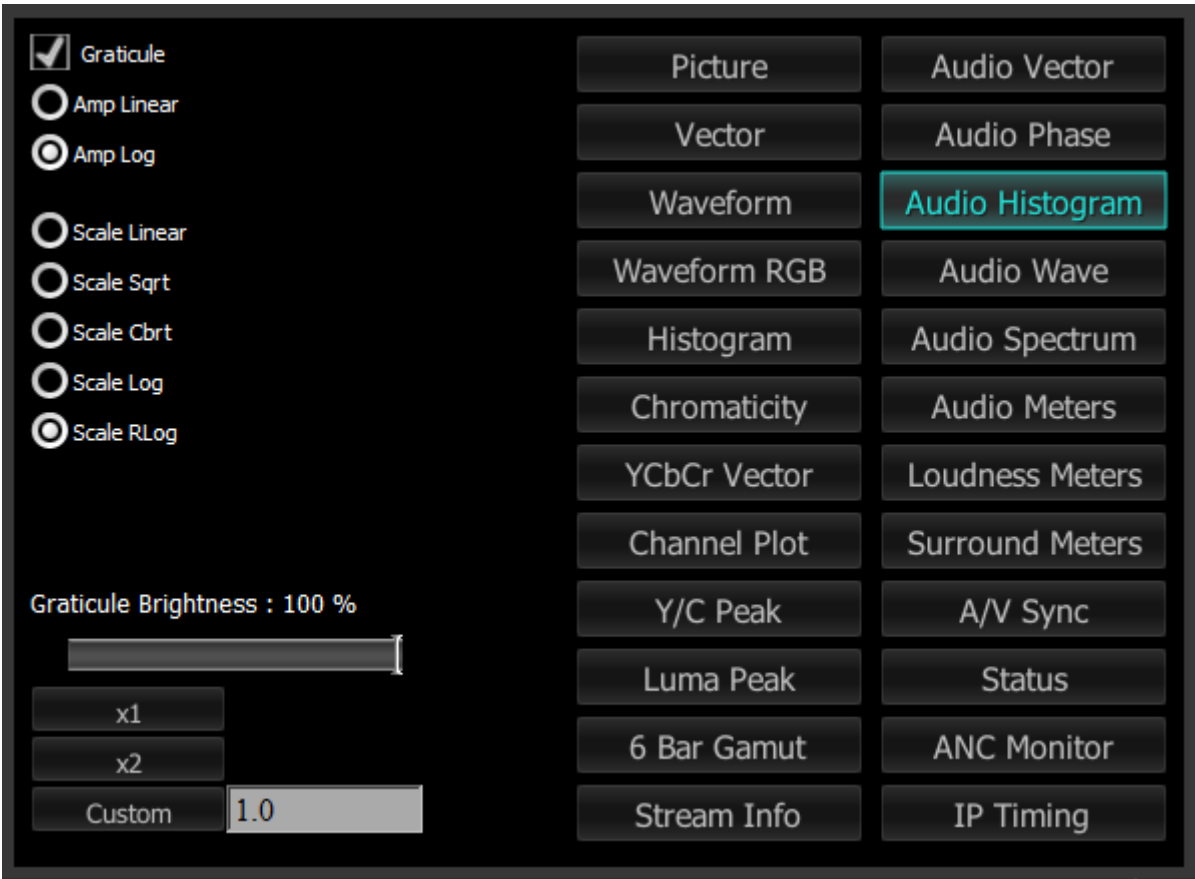 Graticule
Amp Linear
Amp Log
Scale Linear
Scale Sqrt
Scale Cbrt
Scale Log
Scale RLog
Graticule Brightness : 100 %
x1
x2
Custom 1.0
Picture Audio Vector
Vector Audio Phase
Waveform Audio Histogram
Waveform RGB Audio Wave
Histogram Audio Spectrum
Chromaticity Audio Meters
YCbCr Vector Loudness Meters
Channel Plot Surround Meters
Y/C Peak A/V Sync
Luma Peak Status
6 Bar Gamut ANC Monitor
Stream Info IP Timing